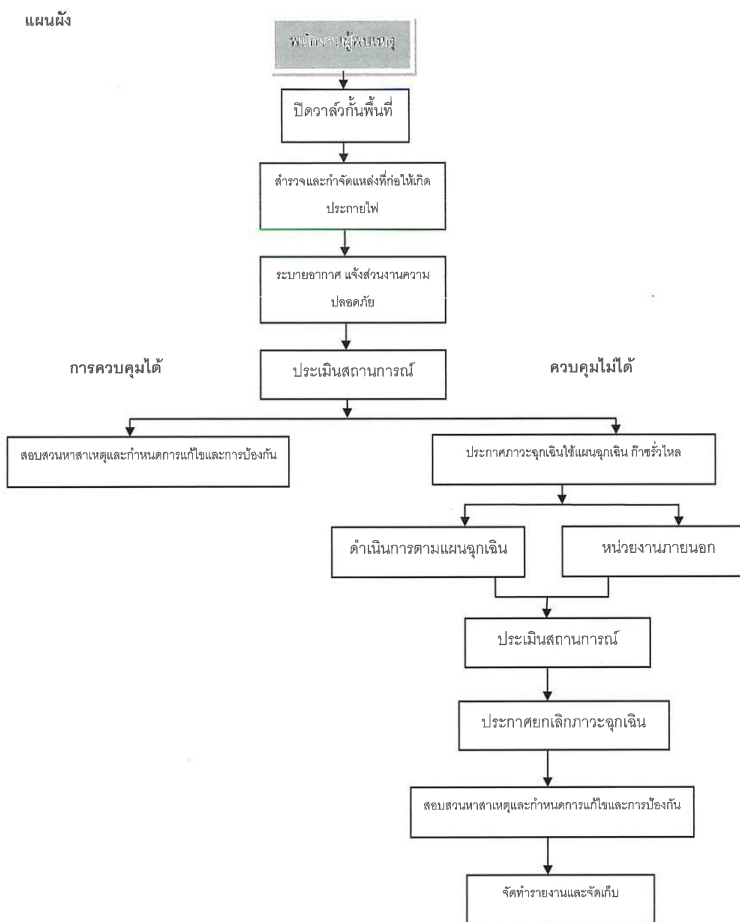 แผนผัง
พนักงานผู้พบเหตุ
ปิดวาล์วกั้นพื้นที่
สำรวจและกำจัดแหล่งที่ก่อให้เกิด
ประกายไฟ
ระบายอากาศ แจ้งส่วนงานความ
ปลอดภัย
การควบคุมได้
ประเมินสถานการณ์
ควบคุมไม่ได้
สอบสวนหาสาเหตุและกำหนดการแก้ไขและการป้องกัน
ประกาศภาวะฉุกเฉินใช้แผนฉุกเฉิน ก๊าซรั่วไหล
ดำเนินการตามแผนฉุกเฉิน
หน่วยงานภายนอก
ประเมินสถานการณ์
ประกาศยกเลิกภาวะฉุกเฉิน
สอบสวนหาสาเหตุและกำหนดการแก้ไขและการป้องกัน
จัดทำรายงานและจัดเก็บ